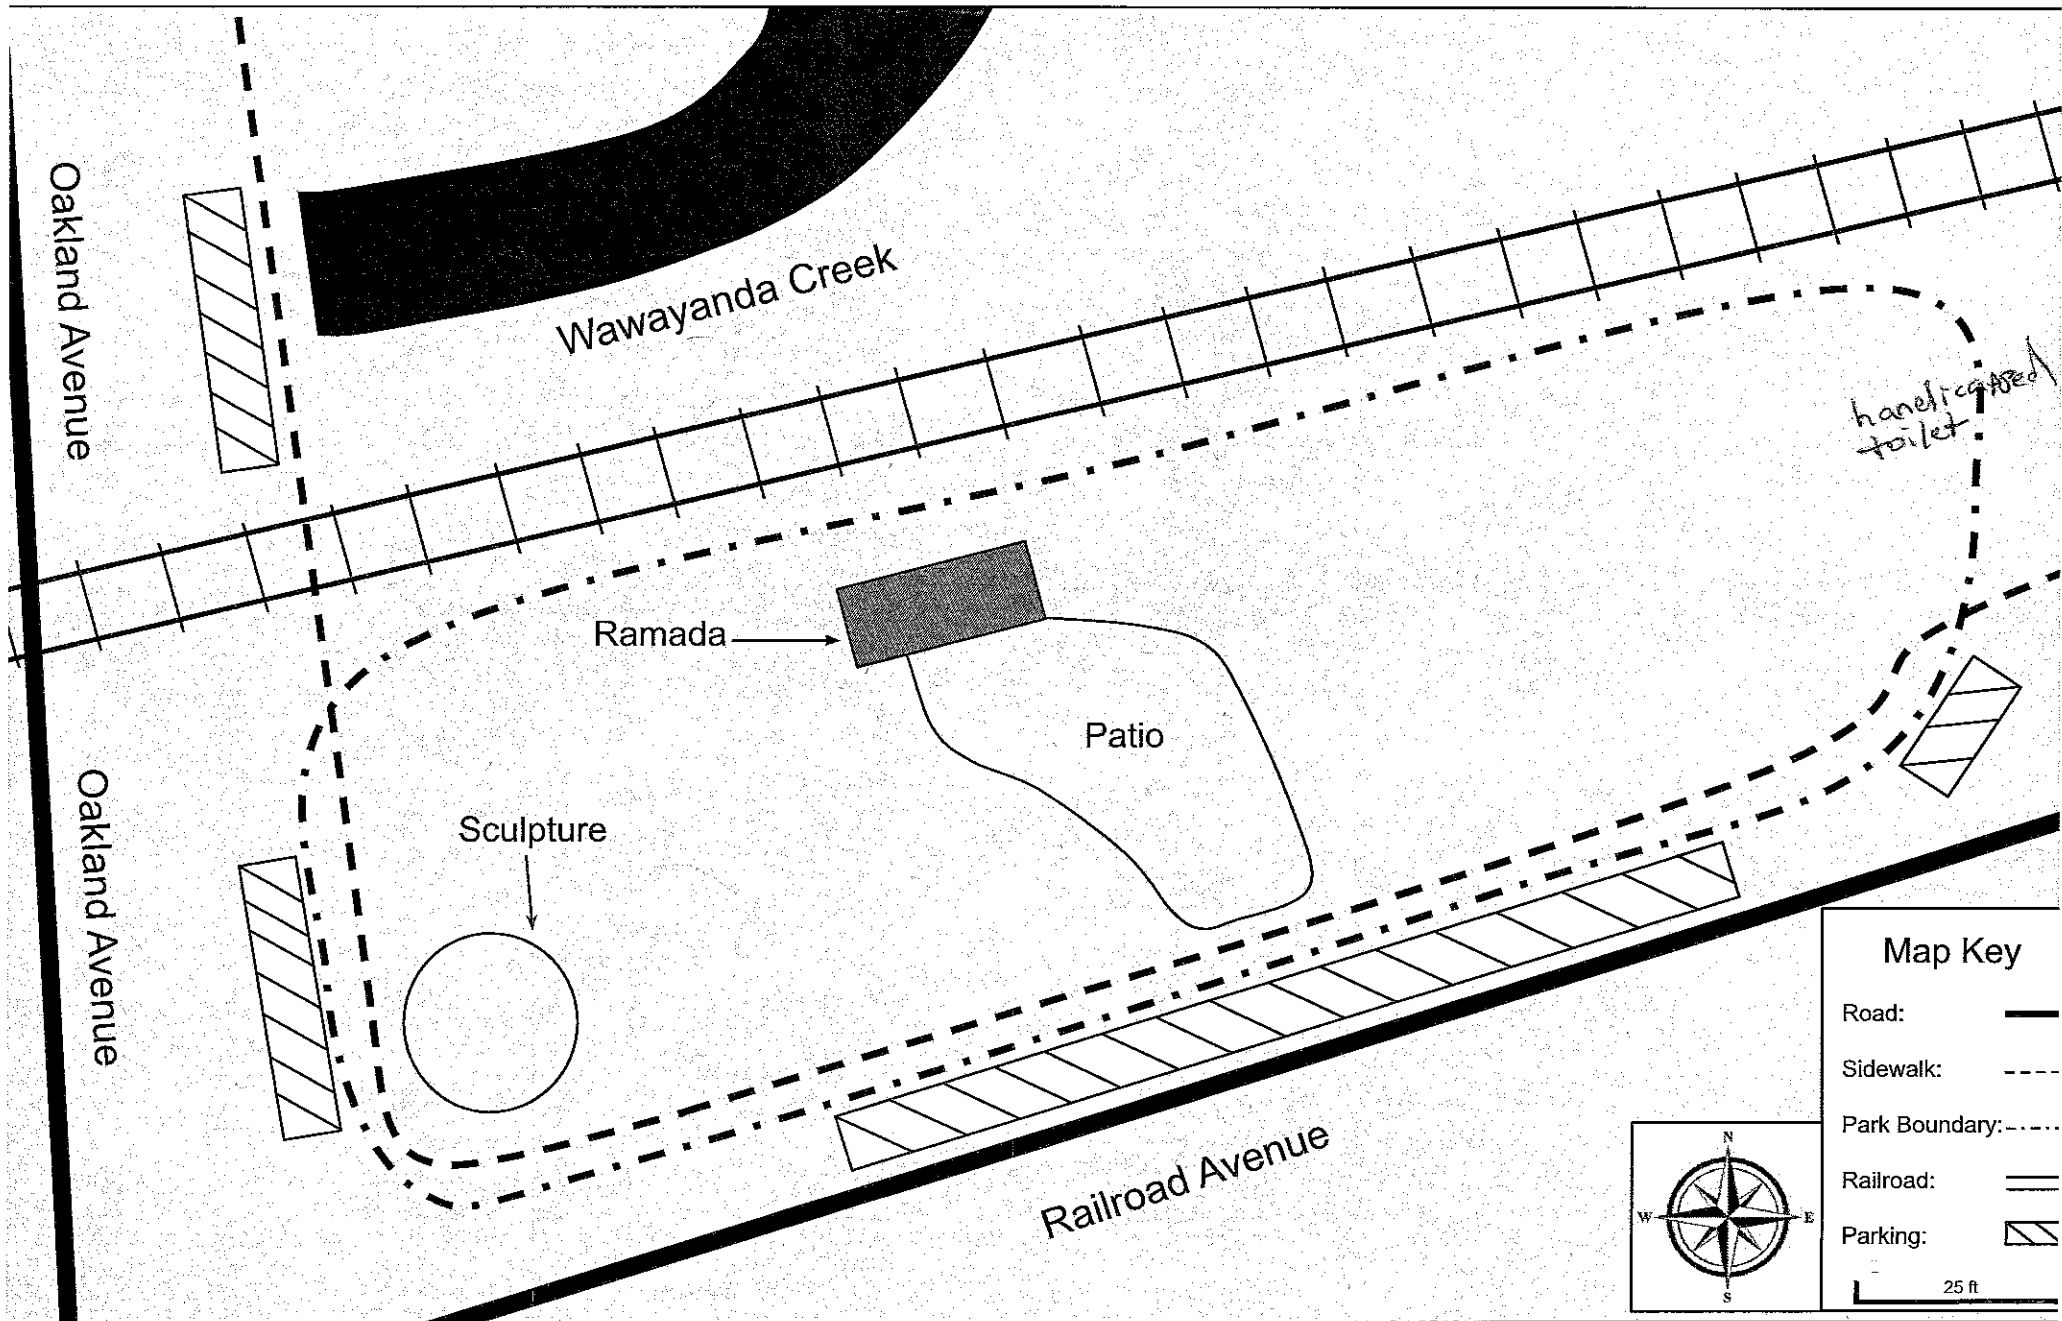 Oakland Avenue
Wawayanda Creek
handicapped
toilet
Ramada
Patio
Sculpture
Oakland Avenue
Railroad Avenue
Map Key
Road:
Sidewalk:
Park Boundary:
Railroad:
Parking:
25 ft
N
W
E
S